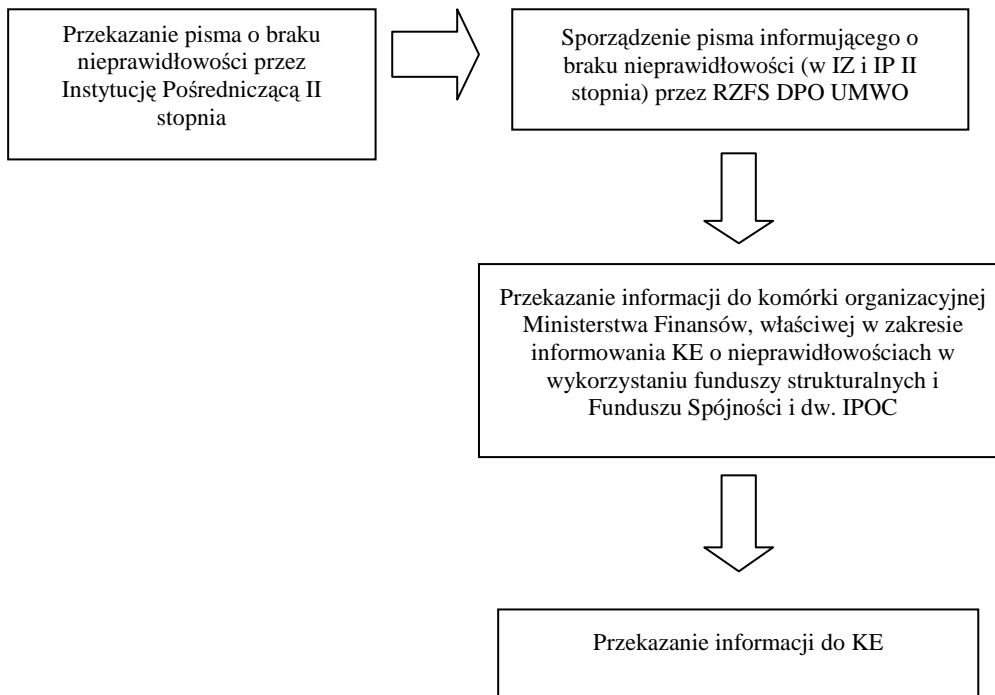 Przekazanie pisma o braku
nieprawidłowości przez
Instytucję Pośredniczącą II
stopnia
Sporządzenie pisma informującego o
braku nieprawidłowości (w IZ i IP II
stopnia) przez RZFS DPO UMWO
Przekazanie informacji do komórki organizacyjnej
Ministerstwa Finansów, właściwej w zakresie
informowania KE o nieprawidłowościach w
wykorzystaniu funduszy strukturalnych i
Funduszu Spójności i dw. IPOC
Przekazanie informacji do KE